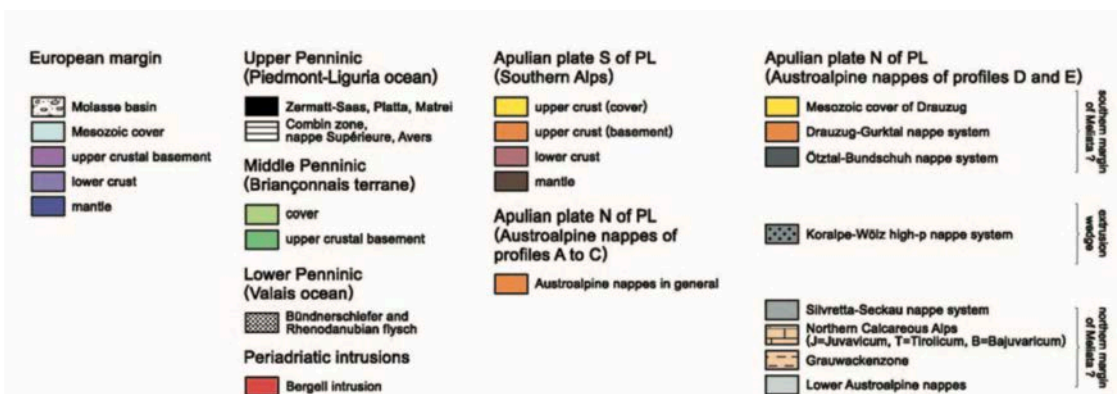 European margin
Molasse basin
Mesozoic cover
upper crustal basement
lower crust
mantle
Upper Penninic
(Piedmont-Liguria ocean)
Zermatt-Saas, Platta, Matrei
Combin zone,
nappe Supérieure, Avers
Middle Penninic
(Briançonnais terrane)
cover
upper crustal basement
Lower Penninic
(Valais ocean)
Bündnerschiefer and
Rhenodanubian flysch
Periadriatic intrusions
Bergell intrusion
Apulian plate S of PL
(Southern Alps)
upper crust (cover)
upper crust (basement)
lower crust
mantle
Apulian plate N of PL
(Austroalpine nappes of
profiles A to C)
Austroalpine nappes in general
Apulian plate N of PL
(Austroalpine nappes of profiles D and E)
Mesozoic cover of Drauzug
Drauzug-Gurktal nappe system
Ötztal-Bundschuh nappe system
southern margin
of Meliata ?
Koralpe-Wölz high-p nappe system
extrusion
wedge
Silvretta-Seckau nappe system
Northern Calcareous Alps
(J=Juvavicum, T=Tirolicum, B=Bajuvaricum)
Grauwackenzone
Lower Austroalpine nappes
northern margin
of Meliata ?